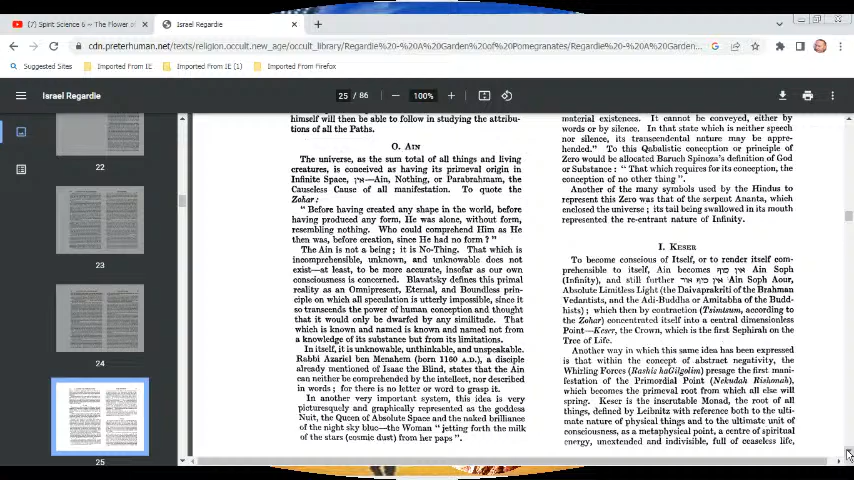 (7) Spirit Science 6 ~ The Flower of
Israel Regardie
cdn.preterhuman.net/texts/religion.occult.new_age/occult_library/Regardie%20-%20A%20Garden%20of%20Pomegranates/Regardie%20-%20A%20Garden...
Suggested Sites
Imported From IE
Imported From IE (1)
Imported From Firefox
Israel Regardie
25 / 86
100%
22
23
24
25
himself will then be able to follow in studying the attribu-
tions of all the Paths.
O. Ain
The universe, as the sum total of all things and living
creatures, is conceived as having its primeval origin in
Infinite Space, אין—Ain, Nothing, or Parabrahmam, the
Causeless Cause of all manifestation. To quote the
Zohar :
" Before having created any shape in the world, before
having produced any form, He was alone, without form,
resembling nothing. Who could comprehend Him as He
then was, before creation, since He had no form ? "
The Ain is not a being ; it is No-Thing. That which is
incomprehensible, unknown, and unknowable does not
exist—at least, to be more accurate, insofar as our own
consciousness is concerned. Blavatsky defines this primal
reality as an Omnipresent, Eternal, and Boundless prin-
ciple on which all speculation is utterly impossible, since it
so transcends the power of human conception and thought
that it would only be dwarfed by any similitude. That
which is known and named is known and named not from
a knowledge of its substance but from its limitations.
In itself, it is unknowable, unthinkable, and unspeakable.
Rabbi Azariel ben Menahem (born 1160 A.D.), a disciple
already mentioned of Isaac the Blind, states that the Ain
can neither be comprehended by the intellect, nor described
in words ; for there is no letter or word to grasp it.
In another very important system, this idea is very
picturesquely and graphically represented as the goddess
Nuit, the Queen of Absolute Space and the naked brilliance
of the night sky blue—the Woman " jetting forth the milk
of the stars (cosmic dust) from her paps ".
material existences. It cannot be conveyed, either by
words or by silence. In that state which is neither speech
nor silence, its transcendental nature may be appre-
hended." To this Qabalistic conception or principle of
Zero would be allocated Baruch Spinoza's definition of God
or Substance : " That which requires for its conception, the
conception of no other thing ".
Another of the many symbols used by the Hindus to
represent this Zero was that of the serpent Ananta, which
enclosed the universe ; its tail being swallowed in its mouth
represented the re-entrant nature of Infinity.
I. Keser
To become conscious of Itself, or to render itself com-
prehensible to itself, Ain becomes אין סוף Ain Soph
(Infinity), and still further אין סוף אור Ain Soph Aour,
Absolute Limitless Light (the Daivaprakriti of the Brahman
Vedantists, and the Adi-Buddha or Amitabha of the Budd-
hists) ; which then by contraction (Tsimtsum, according to
the Zohar) concentrated itself into a central dimensionless
Point—Keser, the Crown, which is the first Sephirah on the
Tree of Life.
Another way in which this same idea has been expressed
is that within the concept of abstract negativity, the
Whirling Forces (Rashis haGilgolim) presage the first mani-
festation of the Primordial Point (Nekudah Rishonah),
which becomes the primeval root from which all else will
spring. Keser is the inscrutable Monad, the root of all
things, defined by Leibnitz with reference both to the ulti-
mate nature of physical things and to the ultimate unit of
consciousness, as a metaphysical point, a centre of spiritual
energy, unextended and indivisible, full of ceaseless life,